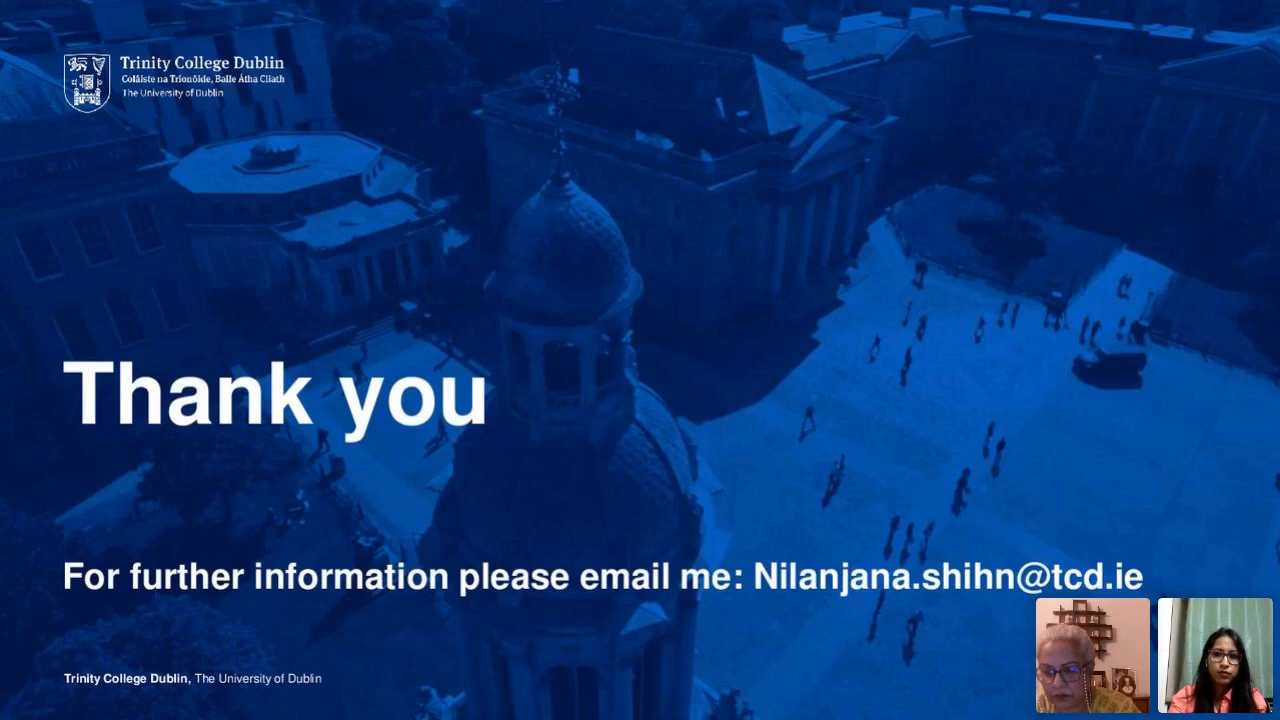 Trinity College Dublin
Coláiste na Tríonóide, Baile Átha Cliath
The University of Dublin
Thank you
For further information please email me: Nilanjana.shihn@tcd.ie
Trinity College Dublin, The University of Dublin